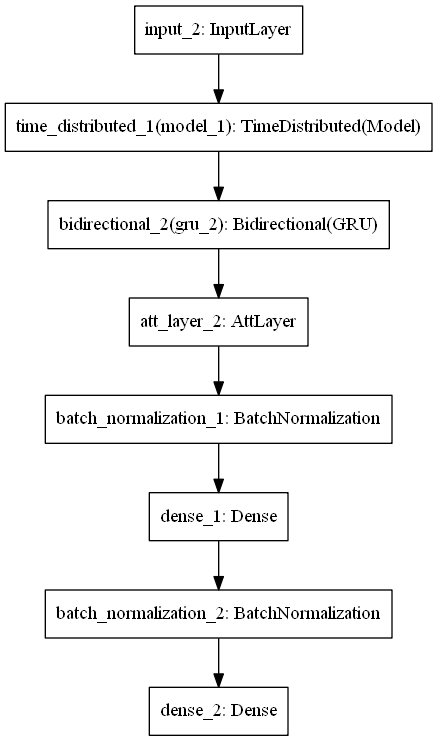 input_2: InputLayer
time_distributed_1(model_1): TimeDistributed(Model)
bidirectional_2(gru_2): Bidirectional(GRU)
att_layer_2: AttLayer
batch_normalization_1: BatchNormalization
dense_1: Dense
batch_normalization_2: BatchNormalization
dense_2: Dense